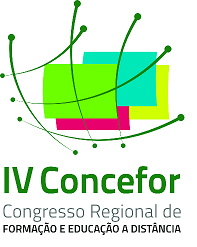 IV Concefor
Congresso Regional de
FORMAÇÃO E EDUCAÇÃO A DISTÂNCIA